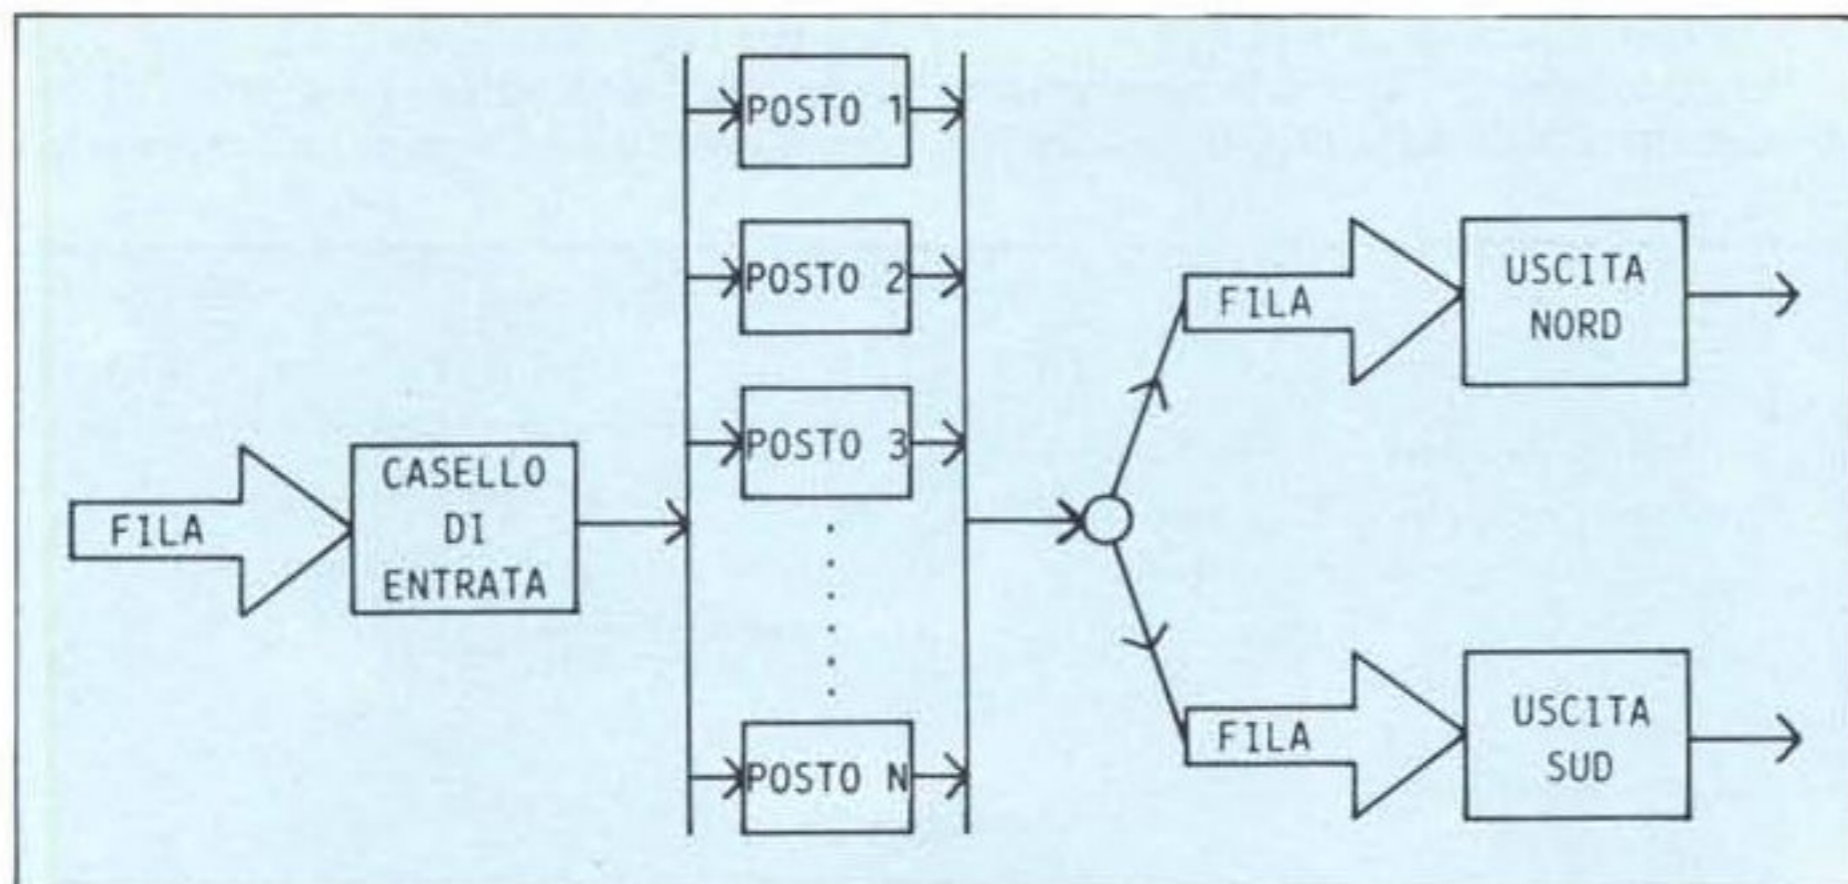 FILA
CASELLO
DI
ENTRATA
POSTO 1
POSTO 2
POSTO 3
POSTO N
FILA
USCITA
NORD
FILA
USCITA
SUD